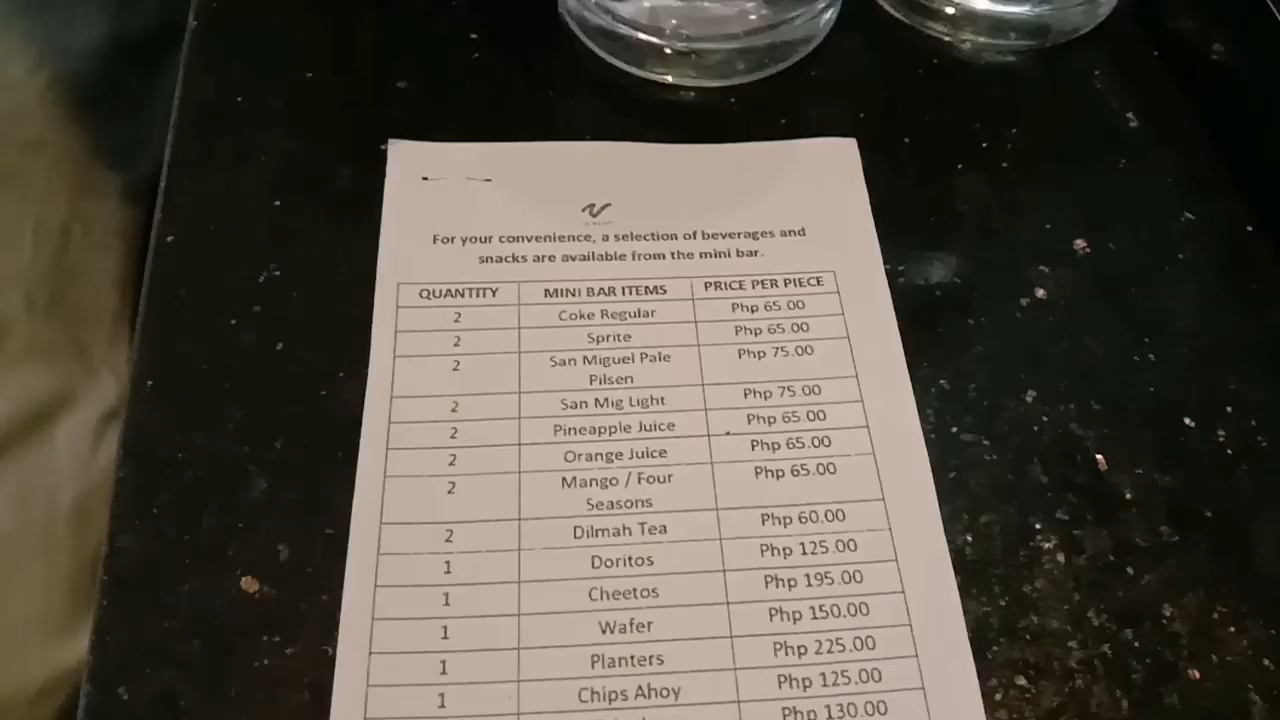 For your convenience, a selection of beverages and
snacks are available from the mini bar.
QUANTITY MINI BAR ITEMS PRICE PER PIECE
2 Coke Regular Php 65.00
2 Sprite Php 65.00
2 San Miguel Pale Php 75.00
Pilsen
2 San Mig Light Php 75.00
2 Pineapple Juice Php 65.00
2 Orange Juice Php 65.00
2 Mango / Four Php 65.00
Seasons
2 Dilmah Tea Php 60.00
1 Doritos Php 125.00
1 Cheetos Php 195.00
1 Wafer Php 150.00
1 Planters Php 225.00
1 Chips Ahoy Php 125.00
Php 130.00